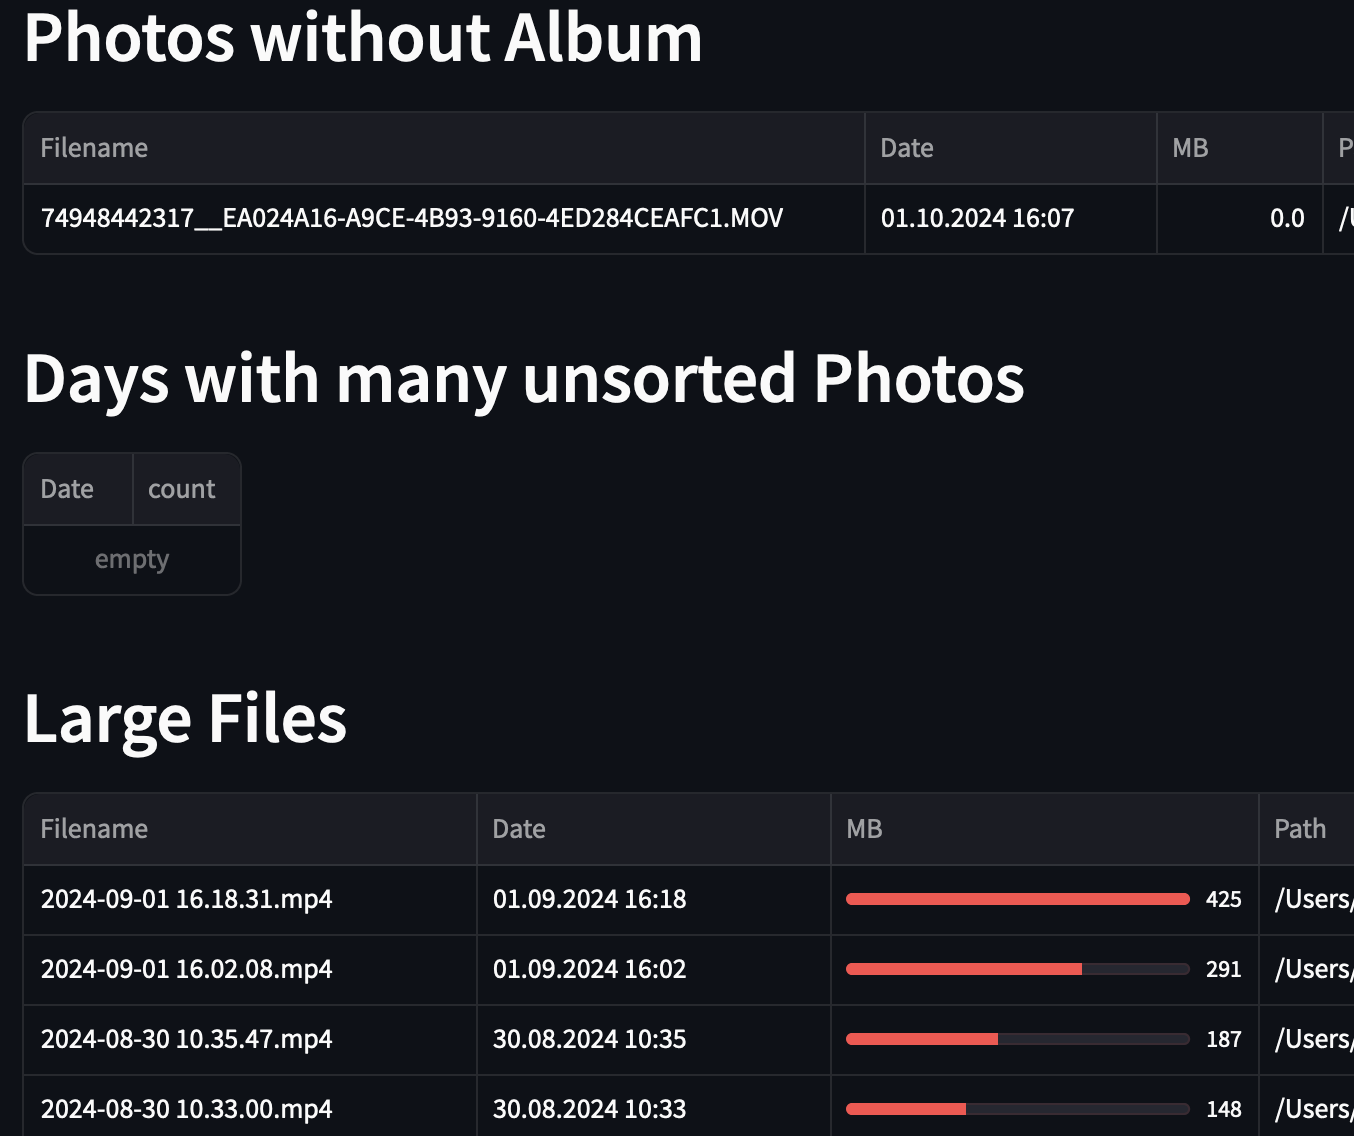 Photos without Album
Filename Date MB P
74948442317__EA024A16-A9CE-4B93-9160-4ED284CEAFC1.MOV 01.10.2024 16:07 0.0 /U
Days with many unsorted Photos
Date count
empty
Large Files
Filename Date MB Path
2024-09-01 16.18.31.mp4 01.09.2024 16:18 425 /Users/
2024-09-01 16.02.08.mp4 01.09.2024 16:02 291 /Users/
2024-08-30 10.35.47.mp4 30.08.2024 10:35 187 /Users/
2024-08-30 10.33.00.mp4 30.08.2024 10:33 148 /Users/